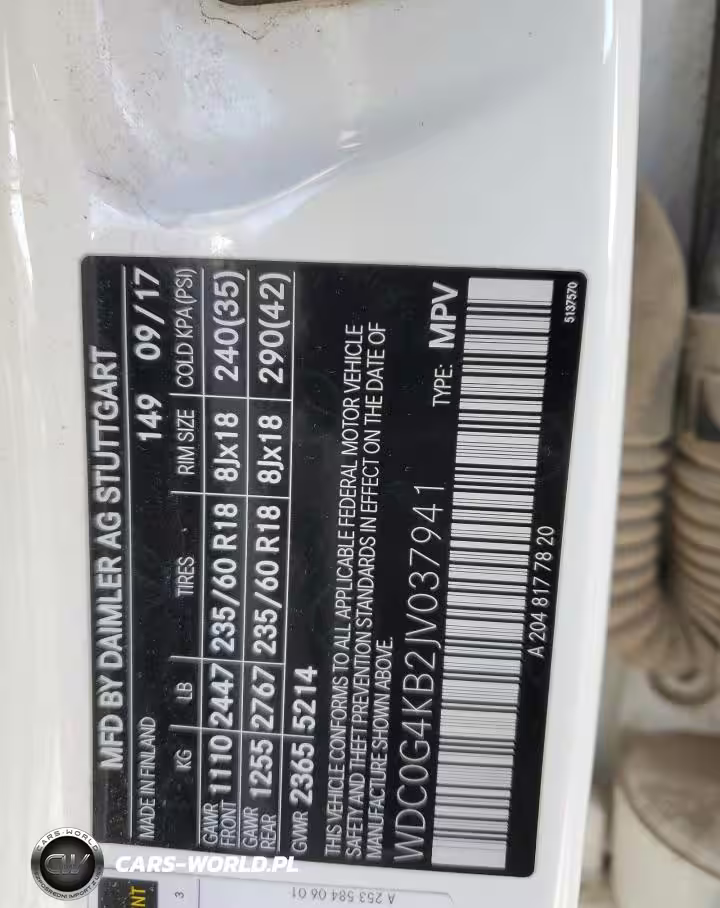 MFD BY DAIMLER AG STUTTGART
MADE IN FINLAND 149 09/17
KG LB TIRES RIM SIZE COLD KPA (PSI)
GAWR FRONT 1110 2447 235/60 R18 8Jx18 240(35)
GAWR REAR 1255 2767 235/60 R18 8Jx18 290(42)
GVWR 2365 5214
THIS VEHICLE CONFORMS TO ALL APPLICABLE FEDERAL MOTOR VEHICLE
SAFETY AND THEFT PREVENTION STANDARDS IN EFFECT ON THE DATE OF
MANUFACTURE SHOWN ABOVE.
WDC0G4KB2JV037941 TYPE: MPV
A 204 817 78 20 5137570
3
A 253 584 06 01
CARS-WORLD
CW
CARS-WORLD.PL